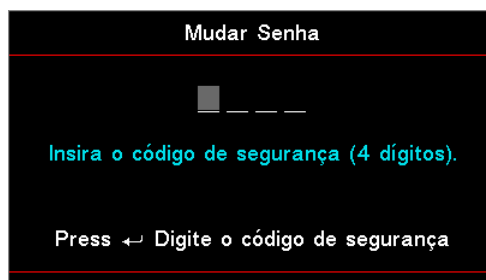 Mudar Senha
_ _ _ _
Insira o código de segurança (4 dígitos).
Press ↵ Digite o código de segurança